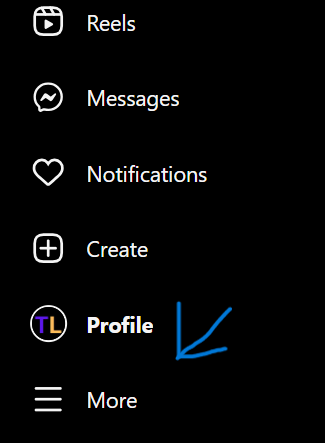 Reels
Messages
Notifications
Create
TL Profile
More